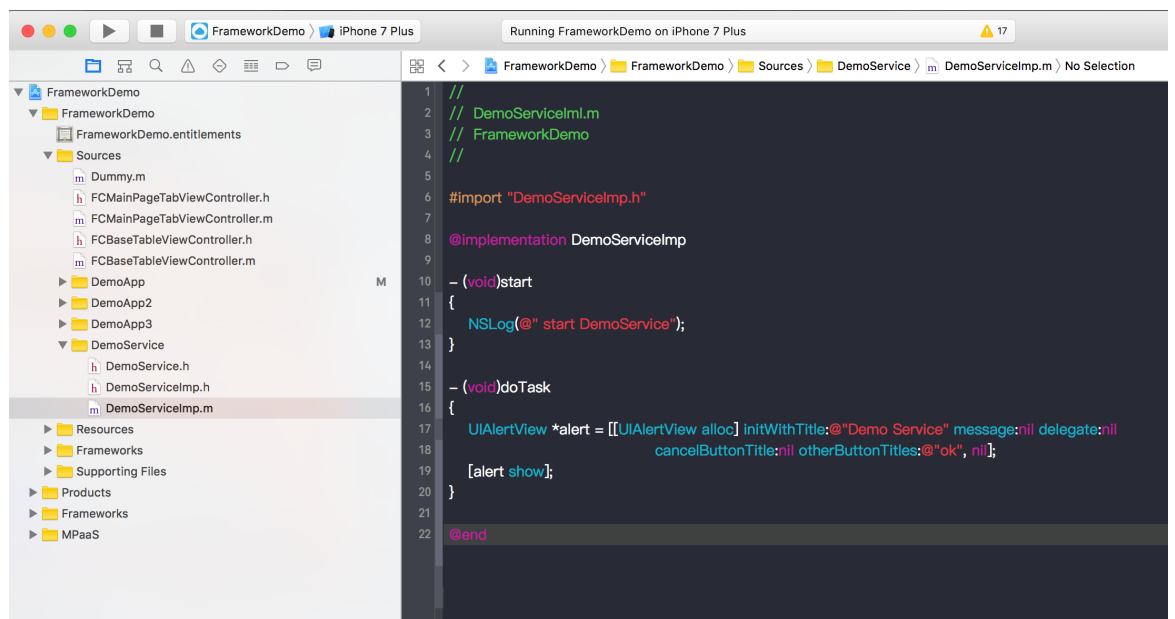 FrameworkDemo 〉 iPhone 7 Plus
Running FrameworkDemo on iPhone 7 Plus
17
FrameworkDemo 〉 FrameworkDemo 〉 Sources 〉 DemoService 〉 m DemoServiceImp.m 〉 No Selection
FrameworkDemo
FrameworkDemo
FrameworkDemo.entitlements
Sources
m Dummy.m
h FCMainPageTabViewController.h
m FCMainPageTabViewController.m
h FCBaseTableViewController.h
m FCBaseTableViewController.m
DemoApp M
DemoApp2
DemoApp3
DemoService
h DemoService.h
h DemoServiceImp.h
m DemoServiceImp.m
Resources
Frameworks
Supporting Files
Products
Frameworks
MPaaS
1 //
2 // DemoServiceIml.m
3 // FrameworkDemo
4 //
5
6 #import "DemoServiceImp.h"
7
8 @implementation DemoServiceImp
9
10 – (void)start
11 {
12 NSLog(@" start DemoService");
13 }
14
15 – (void)doTask
16 {
17 UIAlertView *alert = [[UIAlertView alloc] initWithTitle:@"Demo Service" message:nil delegate:nil
18 cancelButtonTitle:nil otherButtonTitles:@"ok", nil];
19 [alert show];
20 }
21
22 @end